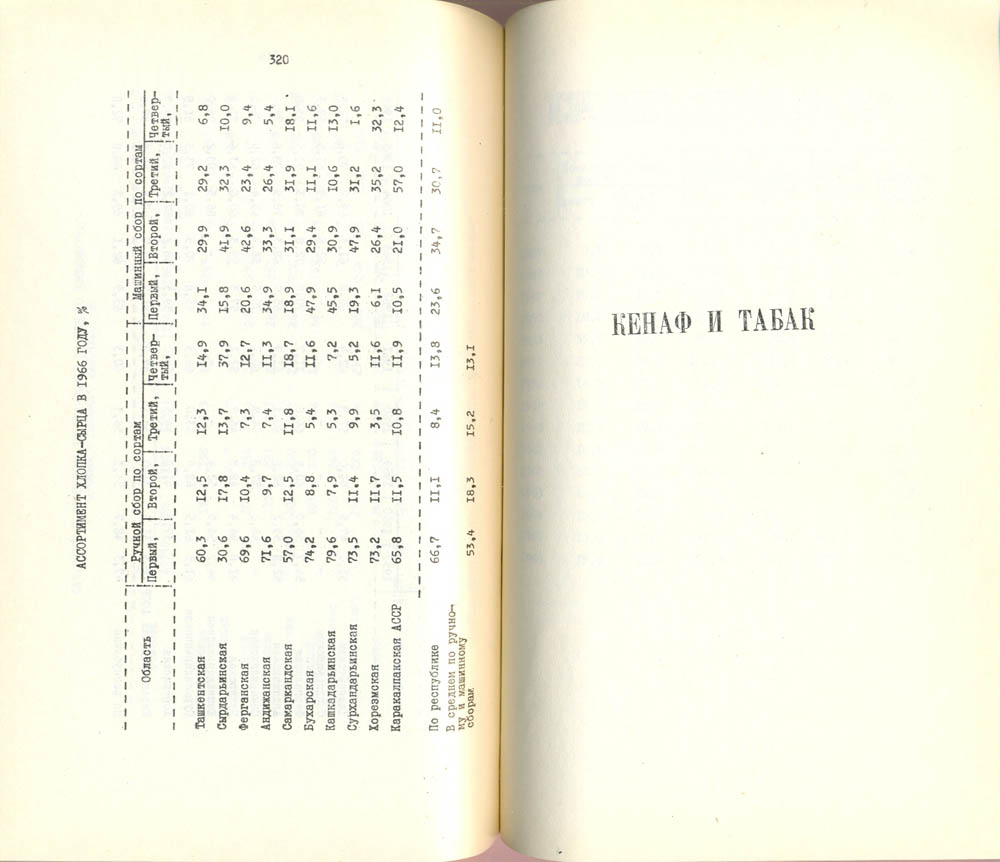 320
АССОРТИМЕНТ ХЛОПКА-СЫРЦА В 1966 ГОДУ, %
Область Ручной сбор по сортам Машинный сбор по сортам
Первый, Второй, Третий, Четвер-тый, Первый, Второй, Третий, Четвер-тый,
Ташкентская 60,3 12,5 12,3 14,9 34,1 29,9 29,2 6,8
Сырдарьинская 30,6 17,8 13,7 37,9 15,8 41,9 32,3 10,0
Ферганская 69,6 10,4 7,3 12,7 20,6 42,6 23,4 9,4
Андижанская 71,6 9,7 7,4 11,3 34,9 33,3 26,4 5,4
Самаркандская 57,0 12,5 11,8 18,7 18,9 31,1 31,9 18,1
Бухарская 74,2 8,8 5,4 11,6 47,9 29,4 11,1 11,6
Кашкадарьинская 79,6 7,9 5,3 7,2 45,5 30,9 10,6 13,0
Сурхандарьинская 73,5 11,4 9,9 5,2 19,3 47,9 31,2 1,6
Хорезмская 73,2 11,7 3,5 11,6 6,1 26,4 35,2 32,3
Каракалпакская АССР 65,8 11,5 10,8 11,9 10,5 21,0 57,0 12,4
По республике 66,7 11,1 8,4 13,8 23,6 34,7 30,7 11,0
В среднем по ручно-
му и машинному
сборам 53,4 18,3 15,2 13,1
КЕНАФ И ТАБАК